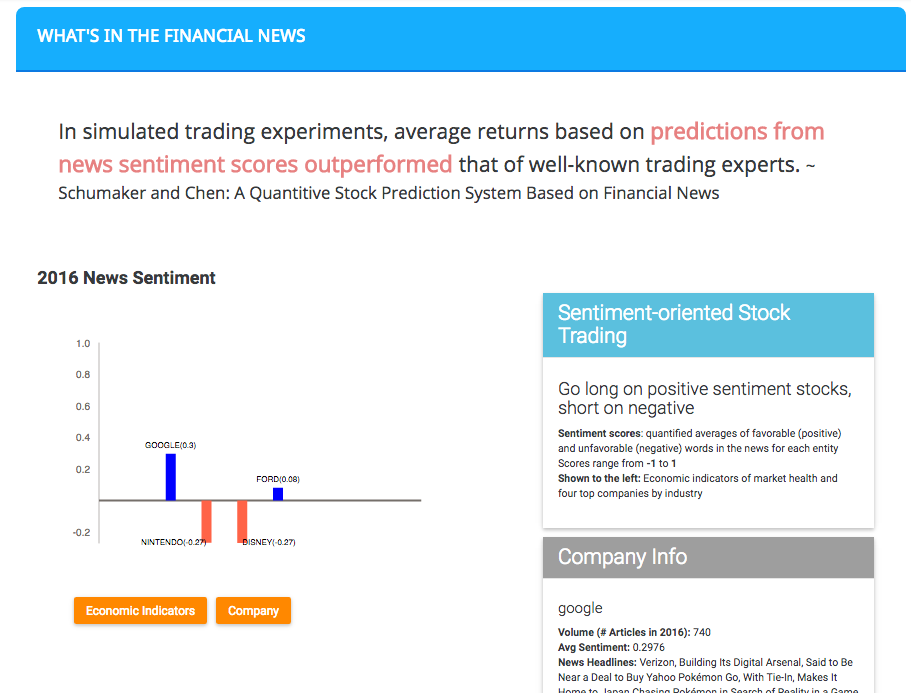 WHAT'S IN THE FINANCIAL NEWS
In simulated trading experiments, average returns based on predictions from
news sentiment scores outperformed that of well-known trading experts. ~
Schumaker and Chen: A Quantitive Stock Prediction System Based on Financial News
2016 News Sentiment
1.0
0.8
0.6
0.4
0.2
-0.2
GOOGLE(0.3)
FORD(0.08)
NINTENDO(-0.27)
DISNEY(-0.27)
Economic Indicators
Company
Sentiment-oriented Stock
Trading
Go long on positive sentiment stocks,
short on negative
Sentiment scores: quantified averages of favorable (positive)
and unfavorable (negative) words in the news for each entity
Scores range from -1 to 1
Shown to the left: Economic indicators of market health and
four top companies by industry
Company Info
google
Volume (# Articles in 2016): 740
Avg Sentiment: 0.2976
News Headlines: Verizon, Building Its Digital Arsenal, Said to Be
Near a Deal to Buy Yahoo Pokémon Go, With Tie-In, Makes It
Home to Japan Chasing Pokémon in Search of Reality in a Game